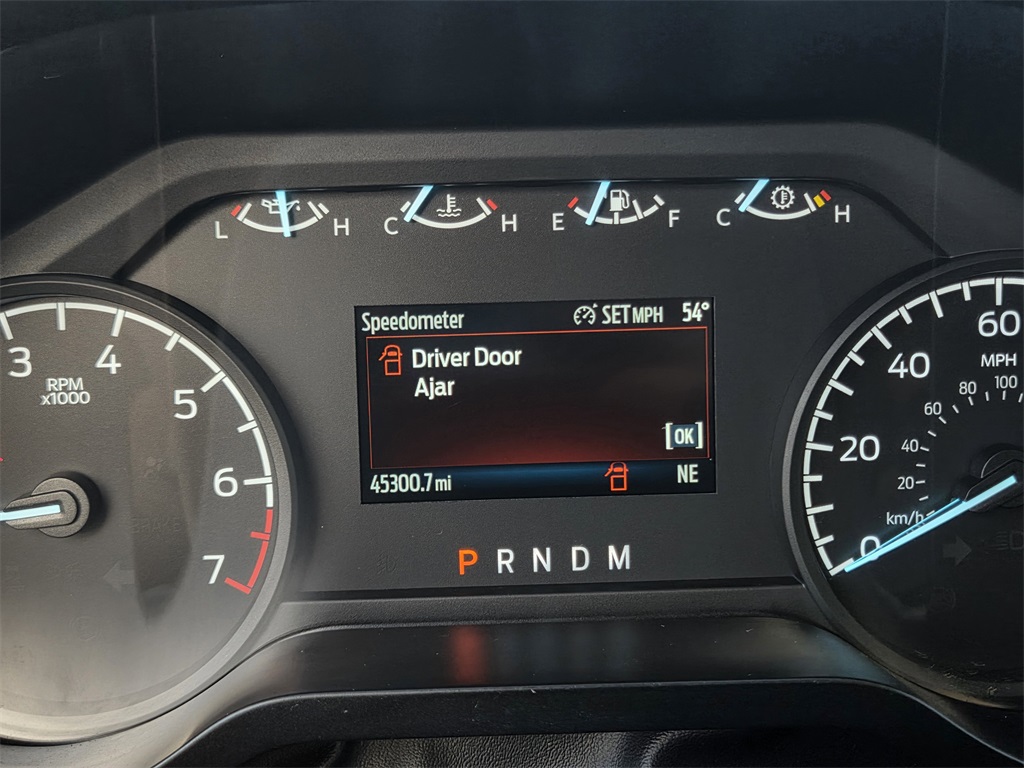 L H C H E F C H
Speedometer SET MPH 54°
Driver Door
Ajar
[OK]
45300.7 mi NE
P R N D M
3 4 5 6 7
RPM
x1000
0 20 40 60
MPH
20 40 60 80 100
km/h